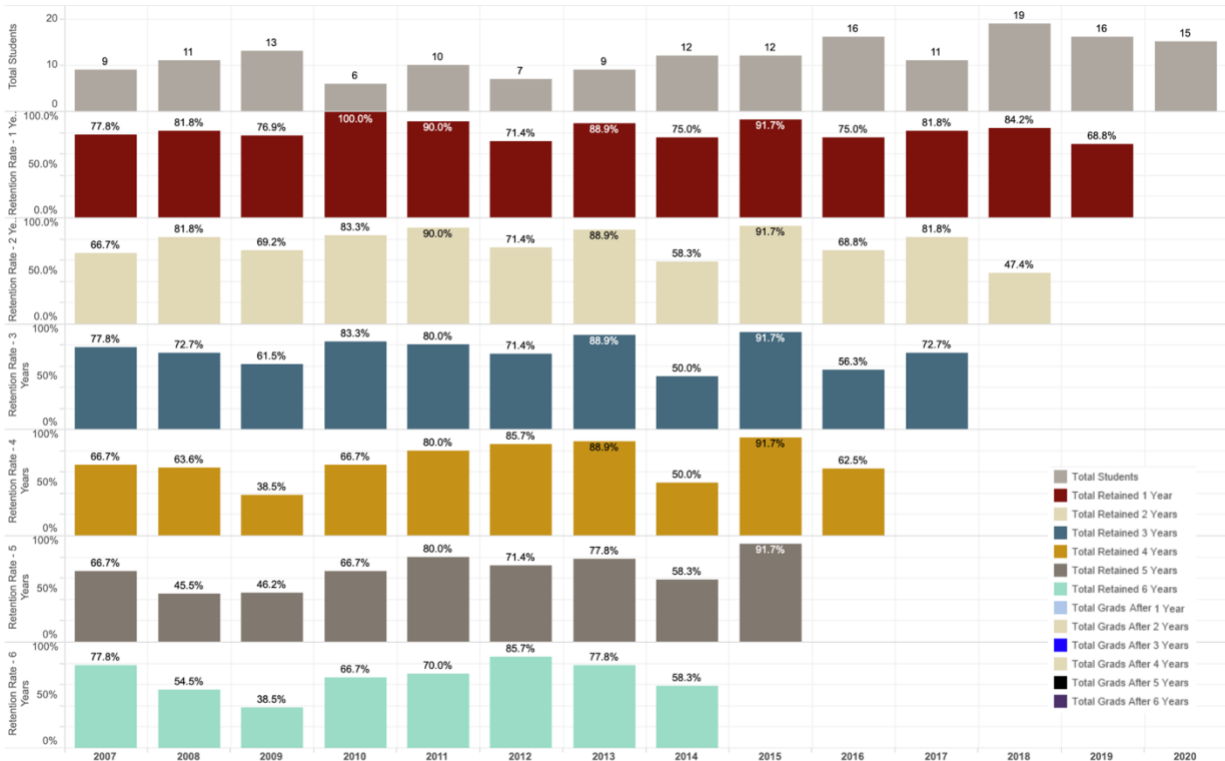 Total Students
20
10
0
9 11 13 6 10 7 9 12 12 16 11 19 16 15
Retention Rate - 1 Ye..
100.0%
50.0%
0.0%
77.8% 81.8% 76.9% 100.0% 90.0% 71.4% 88.9% 75.0% 91.7% 75.0% 81.8% 84.2% 68.8%
Retention Rate - 2 Ye..
100.0%
50.0%
0.0%
66.7% 81.8% 69.2% 83.3% 90.0% 71.4% 88.9% 58.3% 91.7% 68.8% 81.8% 47.4%
Retention Rate - 3
Years
100%
50%
0%
77.8% 72.7% 61.5% 83.3% 80.0% 71.4% 88.9% 50.0% 91.7% 56.3% 72.7%
Retention Rate - 4
Years
100%
50%
0%
66.7% 63.6% 38.5% 66.7% 80.0% 85.7% 88.9% 50.0% 91.7% 62.5%
Retention Rate - 5
Years
100%
50%
0%
66.7% 45.5% 46.2% 66.7% 80.0% 71.4% 77.8% 58.3% 91.7%
Retention Rate - 6
Years
100%
50%
0%
77.8% 54.5% 38.5% 66.7% 70.0% 85.7% 77.8% 58.3%
2007 2008 2009 2010 2011 2012 2013 2014 2015 2016 2017 2018 2019 2020
Total Students
Total Retained 1 Year
Total Retained 2 Years
Total Retained 3 Years
Total Retained 4 Years
Total Retained 5 Years
Total Retained 6 Years
Total Grads After 1 Year
Total Grads After 2 Years
Total Grads After 3 Years
Total Grads After 4 Years
Total Grads After 5 Years
Total Grads After 6 Years